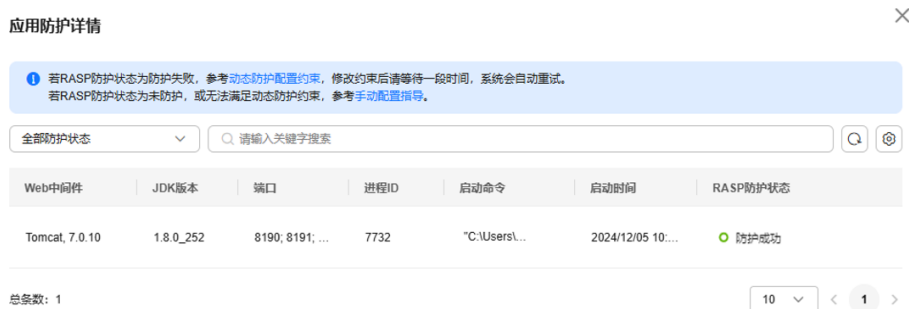 应用防护详情
若RASP防护状态为防护失败，参考动态防护配置约束，修改约束后请等待一段时间，系统会自动重试。
若RASP防护状态为未防护，或无法满足动态防护约束，参考手动配置指导。
全部防护状态 请输入关键字搜索
Web中间件 JDK版本 端口 进程ID 启动命令 启动时间 RASP防护状态
Tomcat, 7.0.10 1.8.0_252 8190; 8191; ... 7732 "C:\Users\... 2024/12/05 10:... 防护成功
总条数：1 10 1